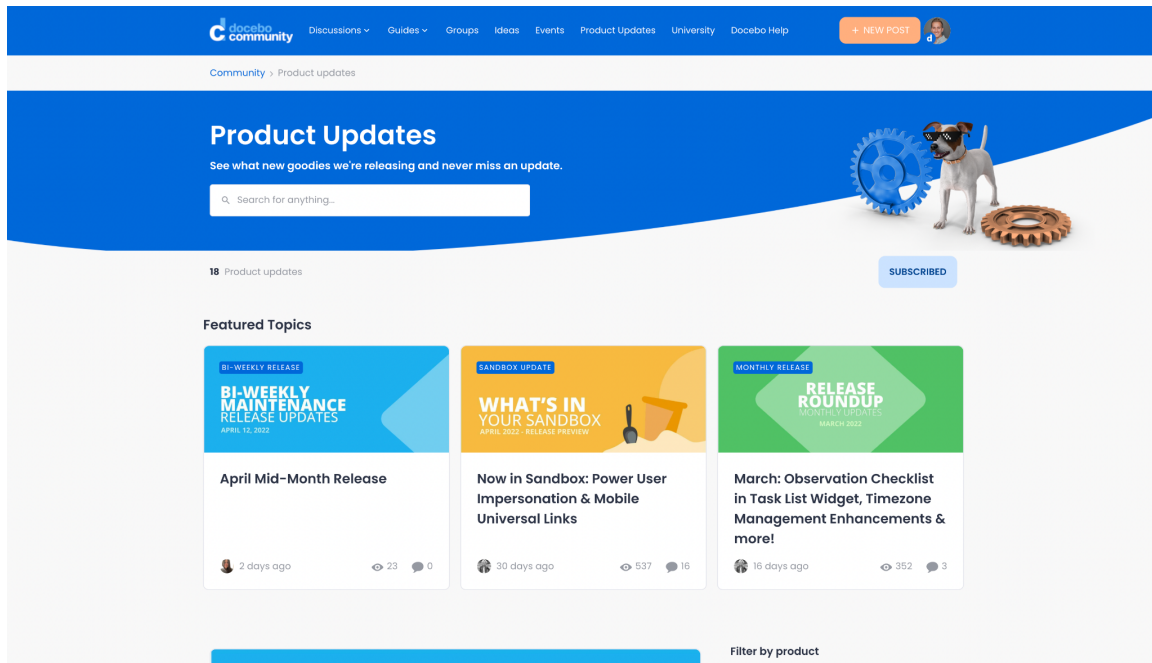 docebo
community
Discussions
Guides
Groups
Ideas
Events
Product Updates
University
Docebo Help
+ NEW POST
d
Community > Product updates
Product Updates
See what new goodies we're releasing and never miss an update.
Search for anything...
18 Product updates
SUBSCRIBED
Featured Topics
BI-WEEKLY RELEASE
BI-WEEKLY
MAINTENANCE
RELEASE UPDATES
APRIL 12, 2022
April Mid-Month Release
2 days ago
23
0
SANDBOX UPDATE
WHAT'S IN
YOUR SANDBOX
APRIL 2022 - RELEASE PREVIEW
Now in Sandbox: Power User
Impersonation & Mobile
Universal Links
30 days ago
537
16
MONTHLY RELEASE
RELEASE
ROUNDUP
MONTHLY UPDATES
MARCH 2022
March: Observation Checklist
in Task List Widget, Timezone
Management Enhancements &
more!
16 days ago
352
3
Filter by product